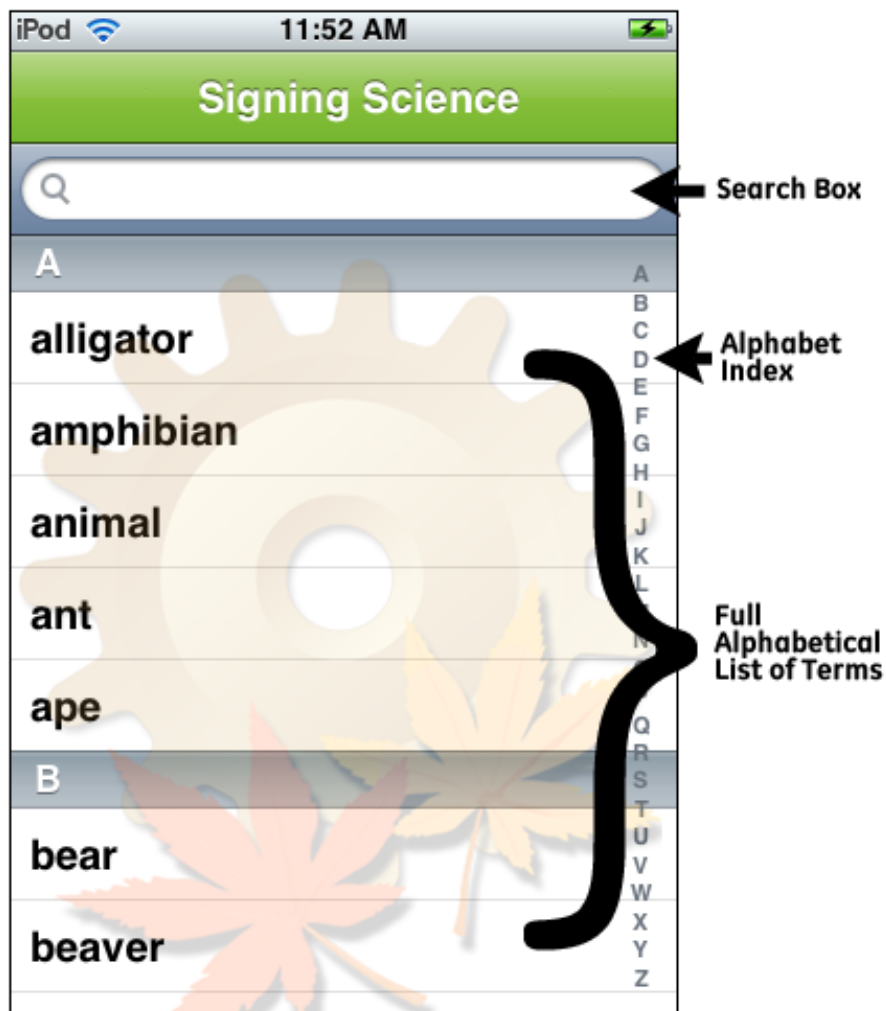 iPod 11:52 AM
Signing Science
Search Box
A
alligator
amphibian
animal
ant
ape
B
bear
beaver
A
B
C
D
E
F
G
H
I
J
K
L
N
Q
R
S
T
U
V
W
X
Y
Z
Alphabet
Index
Full
Alphabetical
List of Terms